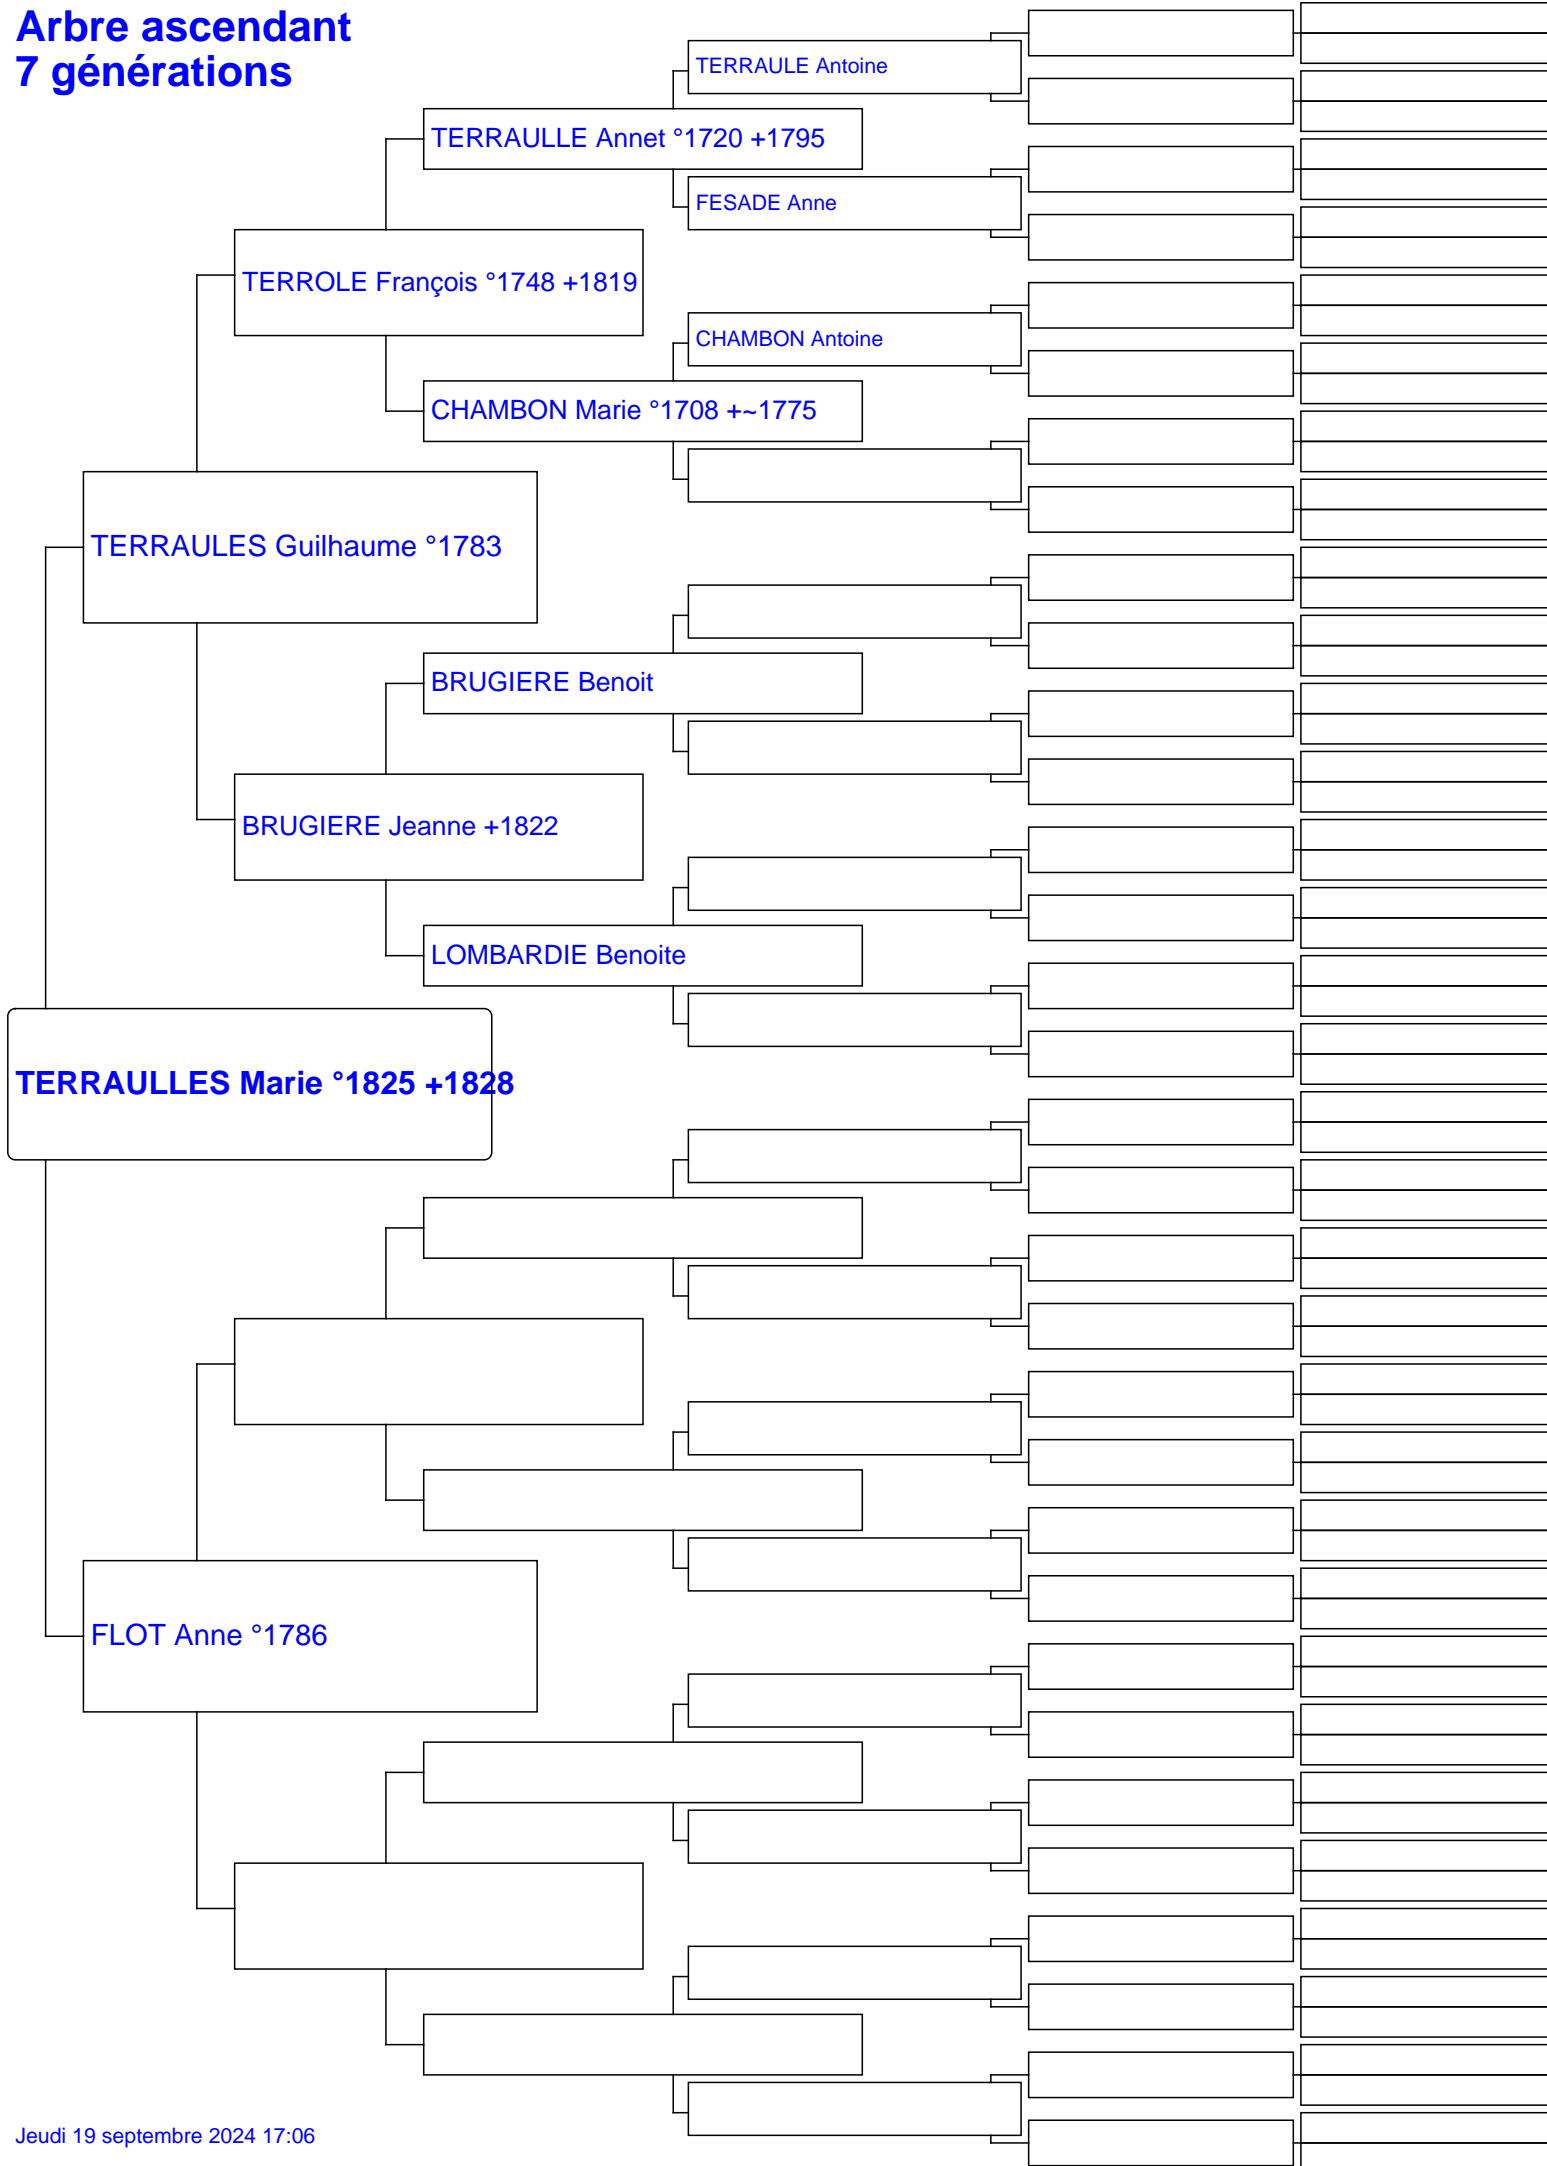 Arbre ascendant
7 générations
TERRAULE Antoine
TERRAULLE Annet °1720 +1795
FESADE Anne
TERROLE François °1748 +1819
CHAMBON Antoine
CHAMBON Marie °1708 +~1775
TERRAULES Guilhaume °1783
BRUGIERE Benoit
BRUGIERE Jeanne +1822
LOMBARDIE Benoite
TERRAULLES Marie °1825 +1828
FLOT Anne °1786
Jeudi 19 septembre 2024 17:06